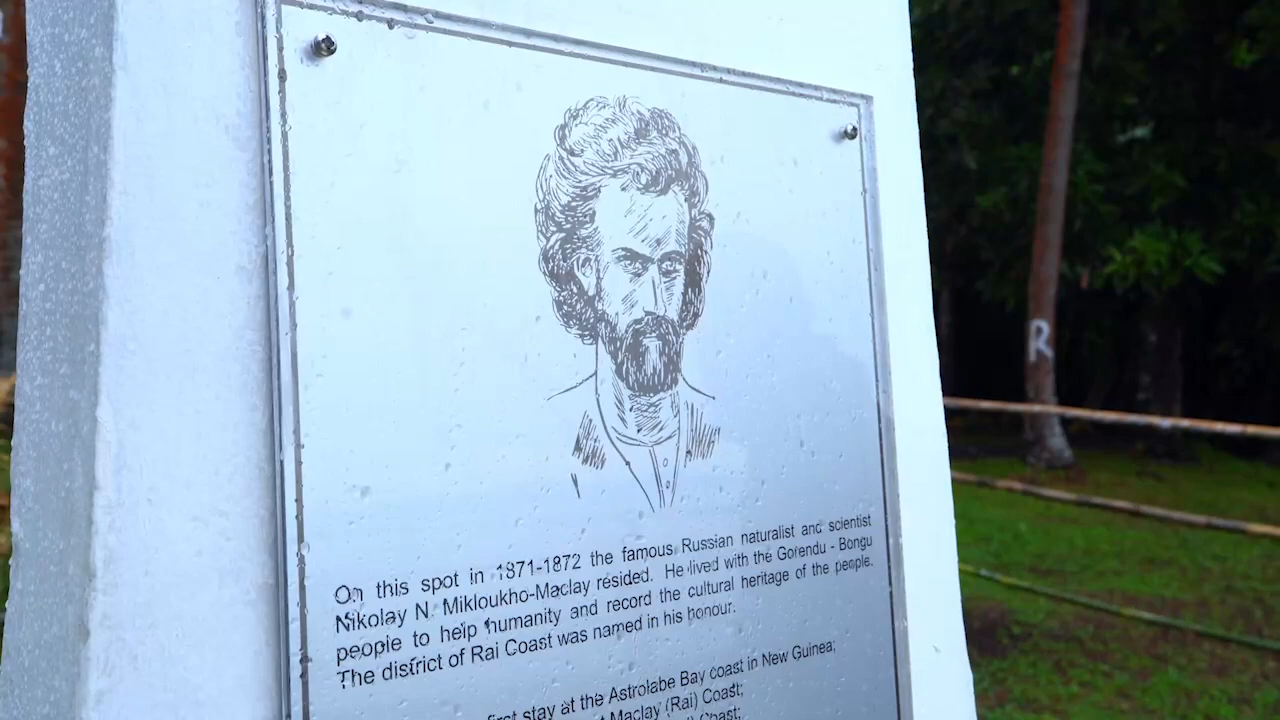 On this spot in 1871-1872 the famous Russian naturalist and scientist
Nikolay N. Mikloukho-Maclay resided. He lived with the Gorendu - Bongu
people to help humanity and record the cultural heritage of the people.
The district of Rai Coast was named in his honour.
first stay at the Astrolabe Bay coast in New Guinea;
Maclay (Rai) Coast;
Coast;
R